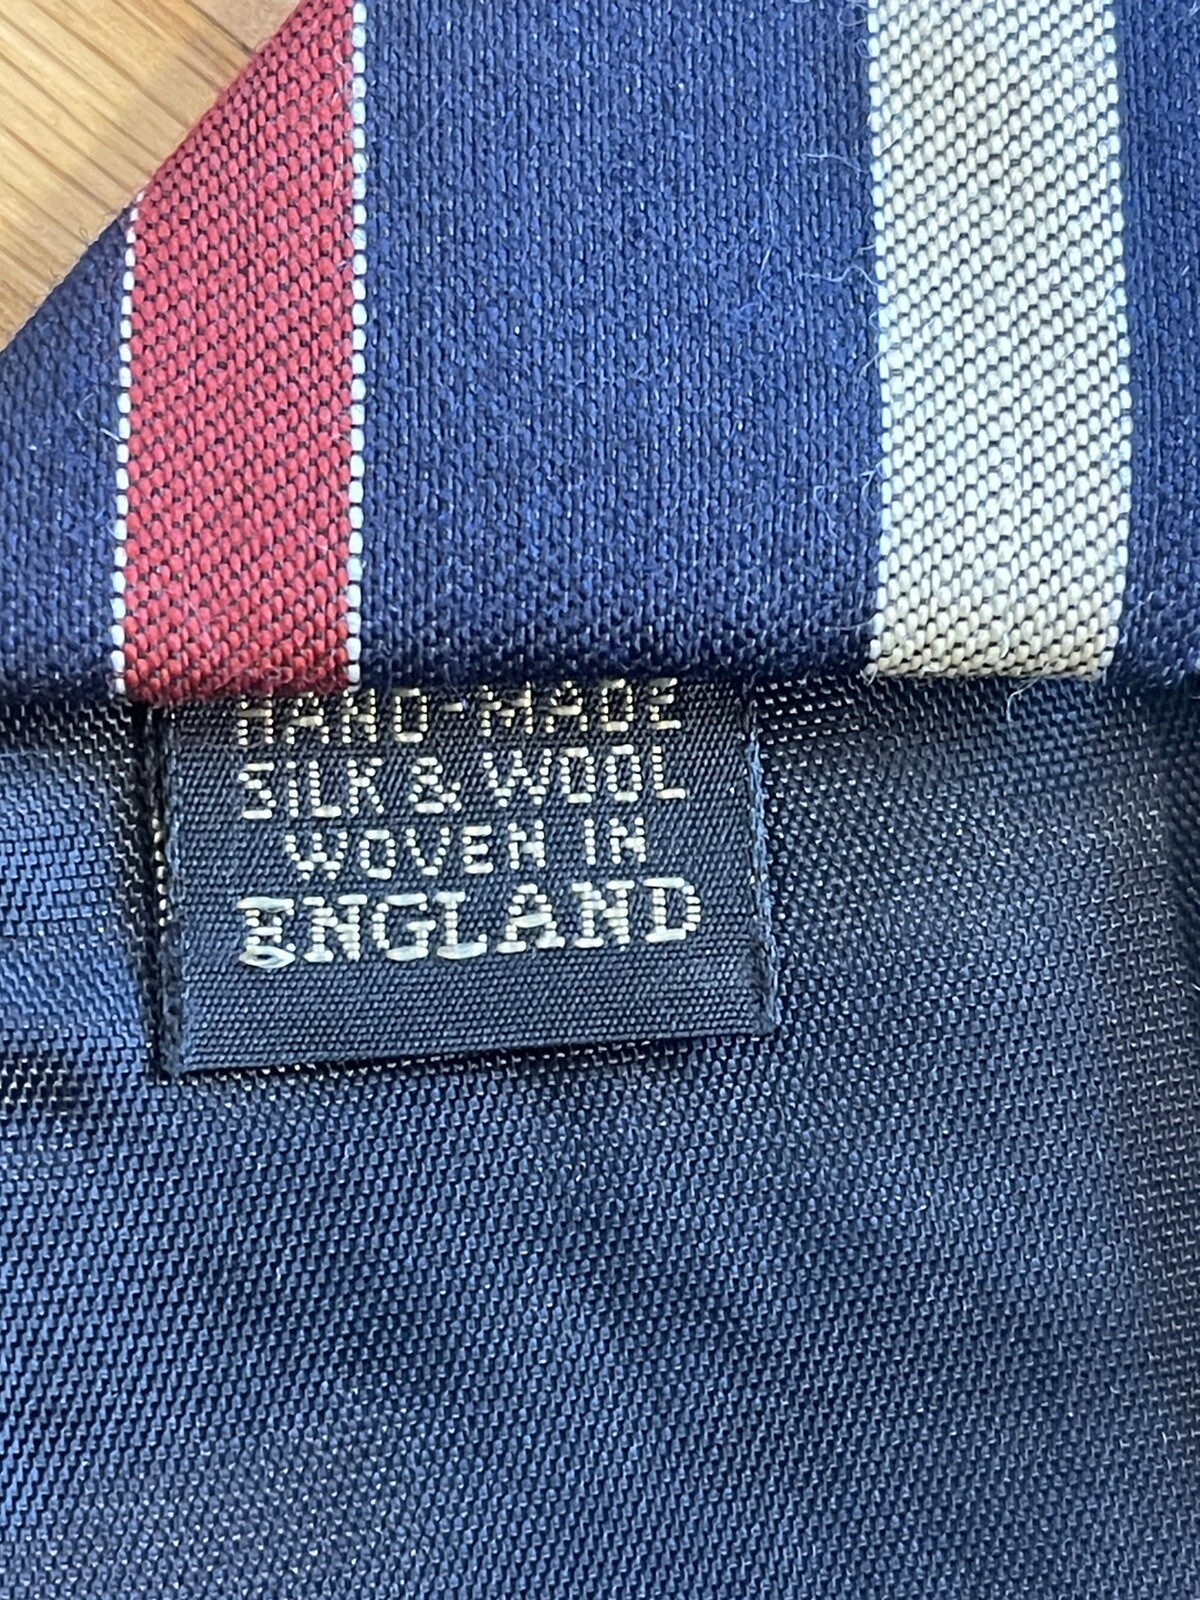 HAND-MADE
SILK & WOOL
WOVEN IN
ENGLAND